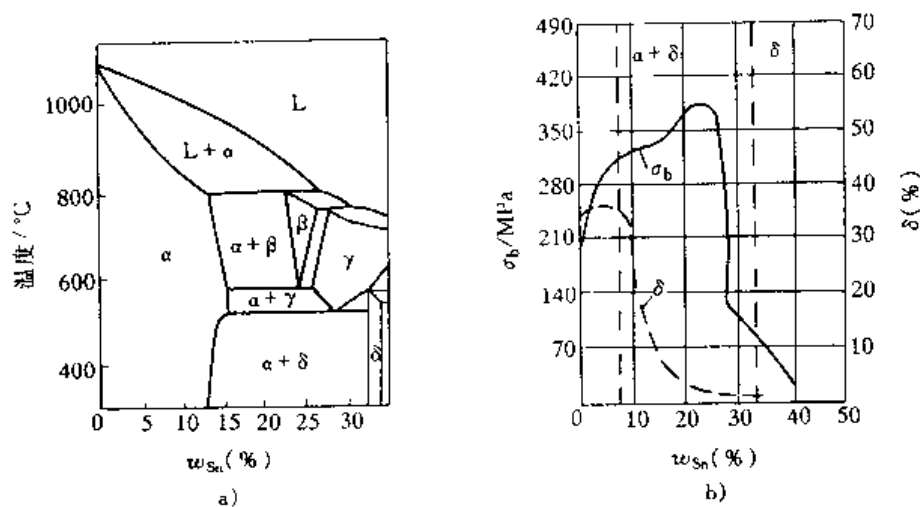 温度/°C
1000
800
600
400
L
L + α
α
α + β
β
γ
α + γ
α + δ
δ
0 5 10 15 20 25 30
w_Sn(%)
a)
σ_b/MPa
490
420
350
280
210
140
70
α + δ
δ
σ_b
δ
70
60
50
40
30
20
10
δ(%)
0 10 20 30 40 50
w_Sn(%)
b)